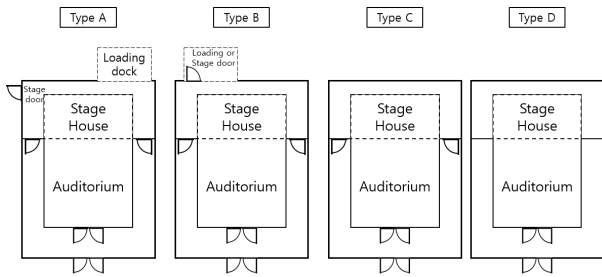 Type A
Type B
Type C
Type D
Loading
dock
Loading or
Stage door
Stage
door
Stage
House
Stage
House
Stage
House
Stage
House
Auditorium
Auditorium
Auditorium
Auditorium